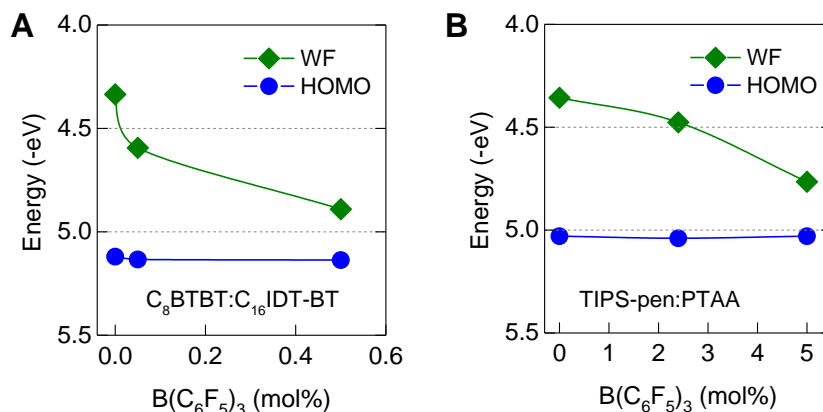 A
Energy (-eV)
4.0
4.5
5.0
5.5
WF
HOMO
C₈BTBT:C₁₆IDT-BT
0.0 0.2 0.4 0.6
B(C₆F₅)₃ (mol%)
B
Energy (-eV)
4.0
4.5
5.0
5.5
WF
HOMO
TIPS-pen:PTAA
0 1 2 3 4 5
B(C₆F₅)₃ (mol%)